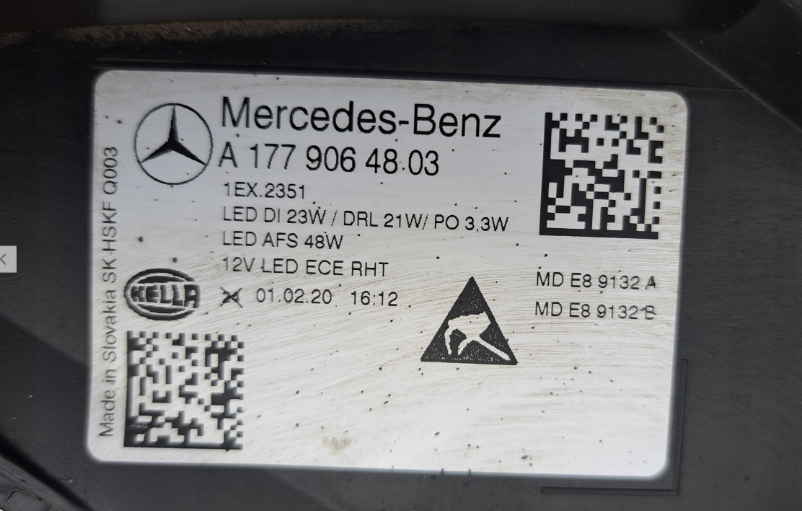 Mercedes-Benz
A 177 906 48.03
1EX.2351
LED DI 23W / DRL 21W/ PO 3,3W
LED AFS 48W
12V LED ECE RHT
HELLA
01.02.20 16:12
MD E8 9132 A
MD E8 9132 B
Made in Slovakia SK HSKF Q003